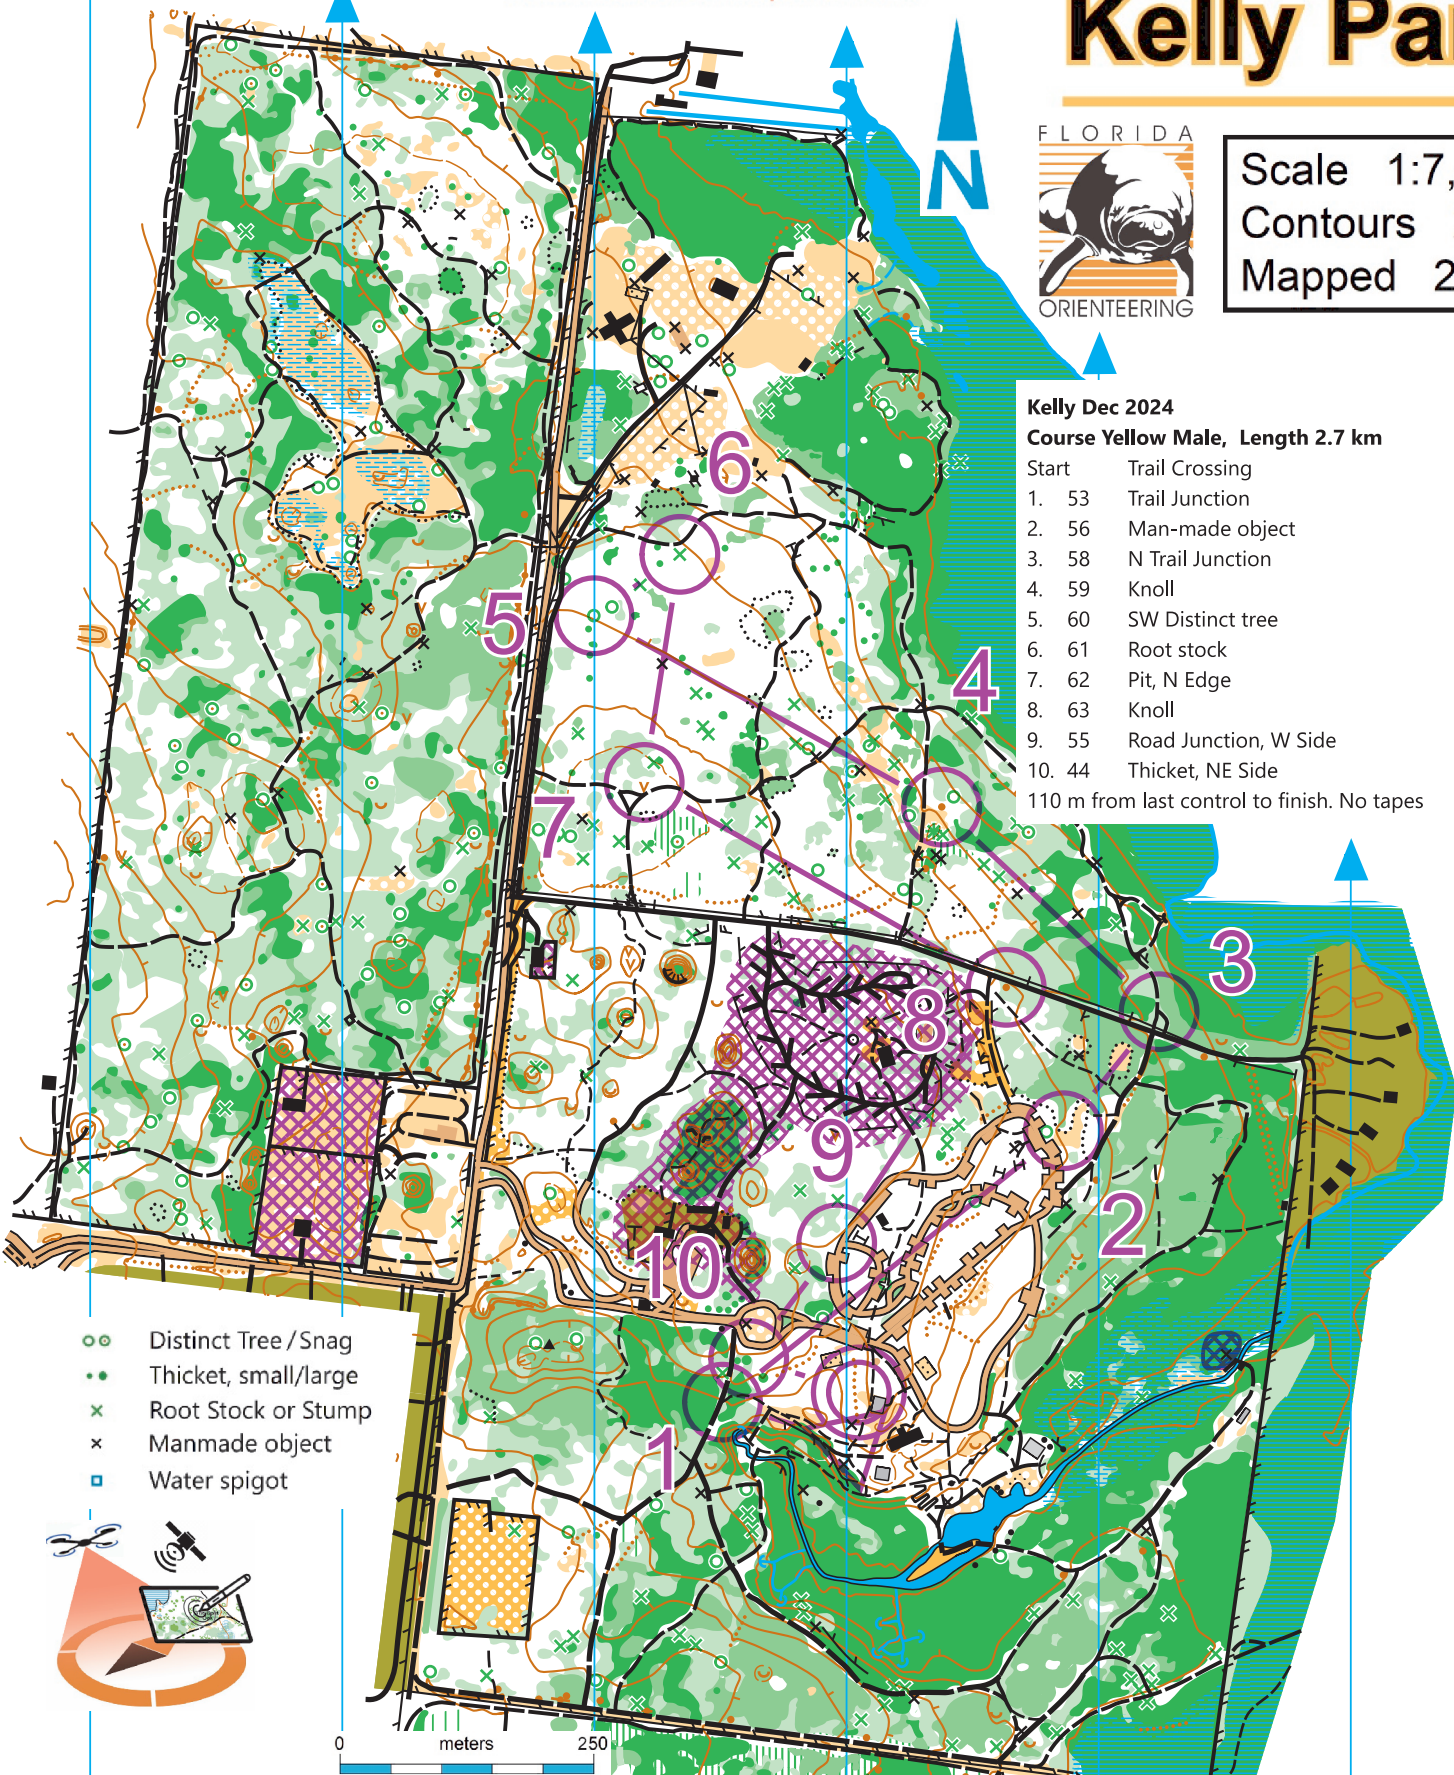 Kelly Pa
N
FLORIDA
ORIENTEERING
Scale 1:7,
Contours
Mapped 2
Kelly Dec 2024
Course Yellow Male, Length 2.7 km
Start Trail Crossing
1. 53 Trail Junction
2. 56 Man-made object
3. 58 N Trail Junction
4. 59 Knoll
5. 60 SW Distinct tree
6. 61 Root stock
7. 62 Pit, N Edge
8. 63 Knoll
9. 55 Road Junction, W Side
10. 44 Thicket, NE Side
110 m from last control to finish. No tapes
6
5
4
7
3
8
9
2
10
1
Distinct Tree / Snag
Thicket, small/large
Root Stock or Stump
Manmade object
Water spigot
0 meters 250